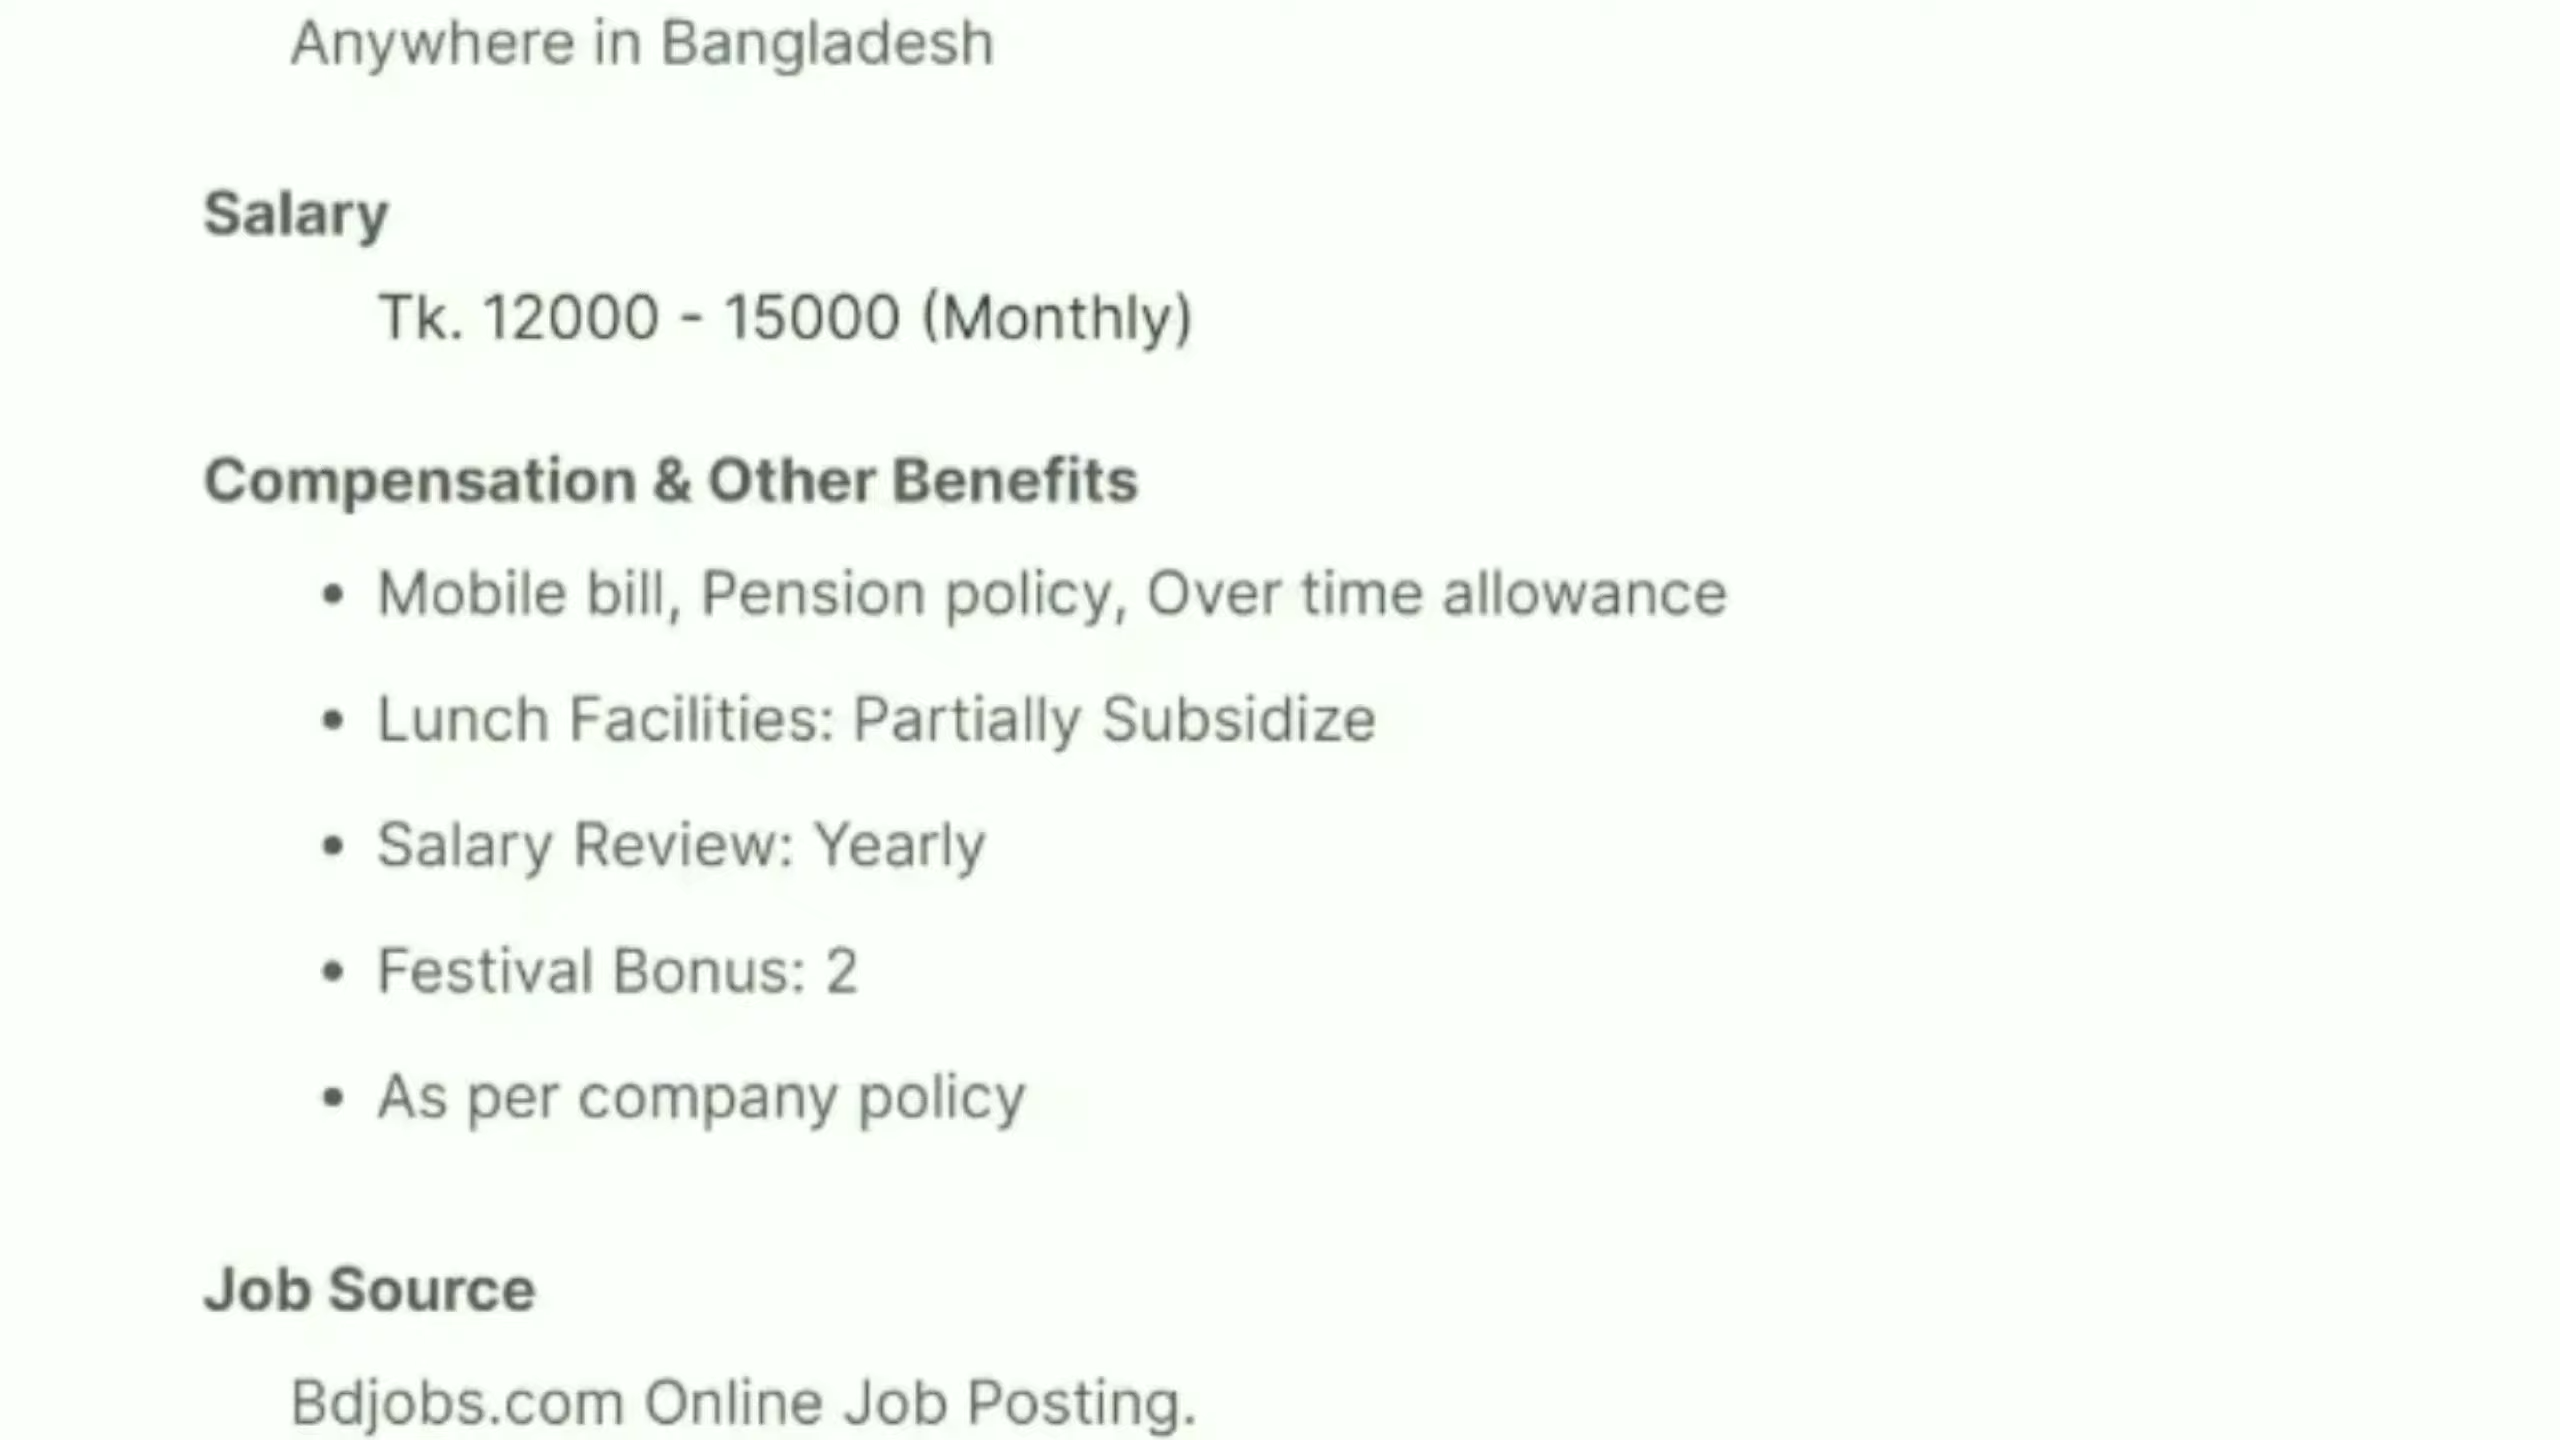 Anywhere in Bangladesh
Salary
Tk. 12000 - 15000 (Monthly)
Compensation & Other Benefits
• Mobile bill, Pension policy, Over time allowance
• Lunch Facilities: Partially Subsidize
• Salary Review: Yearly
• Festival Bonus: 2
• As per company policy
Job Source
Bdjobs.com Online Job Posting.